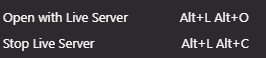 Open with Live Server Alt+L Alt+O
Stop Live Server Alt+L Alt+C